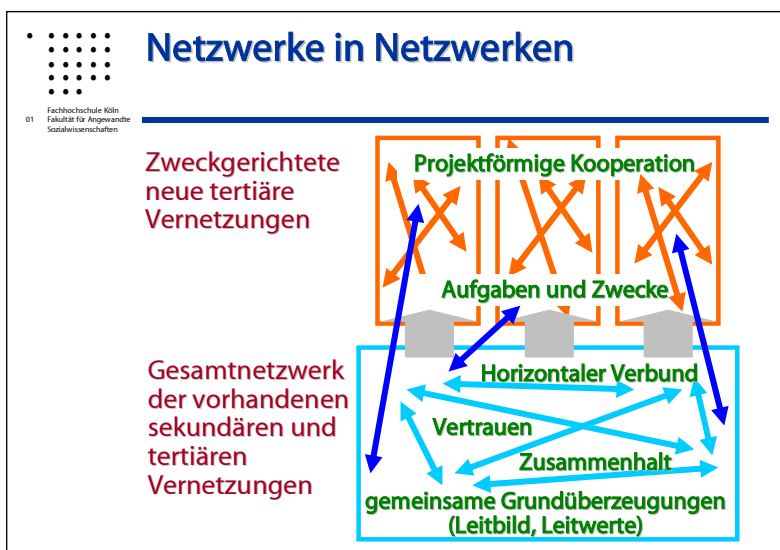 Netzwerke in Netzwerken
Fachhochschule Köln
01 Fakultät für Angewandte
Sozialwissenschaften
Zweckgerichtete
neue tertiäre
Vernetzungen
Projektförmige Kooperation
Aufgaben und Zwecke
Gesamtnetzwerk
der vorhandenen
sekundären und
tertiären
Vernetzungen
Horizontaler Verbund
Vertrauen
Zusammenhalt
gemeinsame Grundüberzeugungen
(Leitbild, Leitwerte)